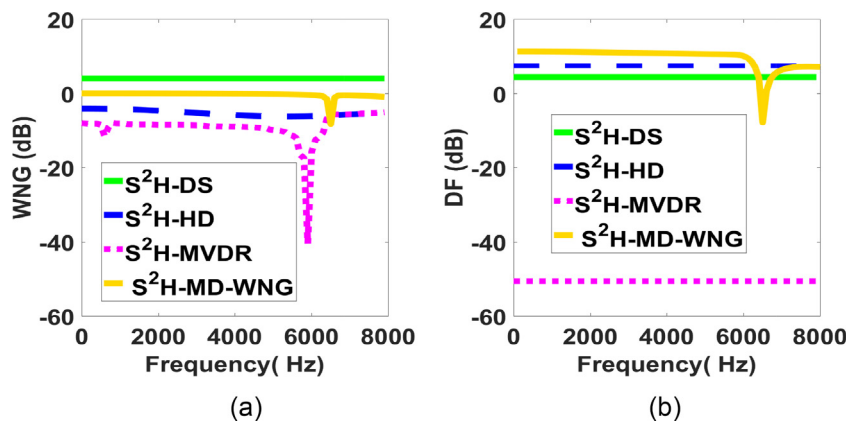 20
0
-20
-40
-60
WNG (dB)
S²H-DS
S²H-HD
S²H-MVDR
S²H-MD-WNG
0 2000 4000 6000 8000
Frequency( Hz)
(a)
20
0
-20
-40
-60
DF (dB)
S²H-DS
S²H-HD
S²H-MVDR
S²H-MD-WNG
0 2000 4000 6000 8000
Frequency( Hz)
(b)